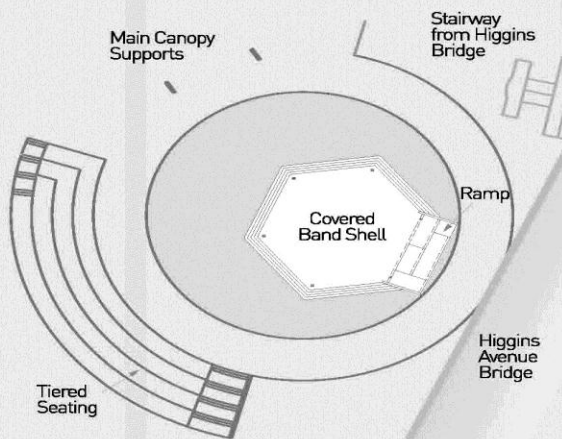 Main Canopy
Supports
Stairway
from Higgins
Bridge
Ramp
Covered
Band Shell
Higgins
Avenue
Bridge
Tiered
Seating